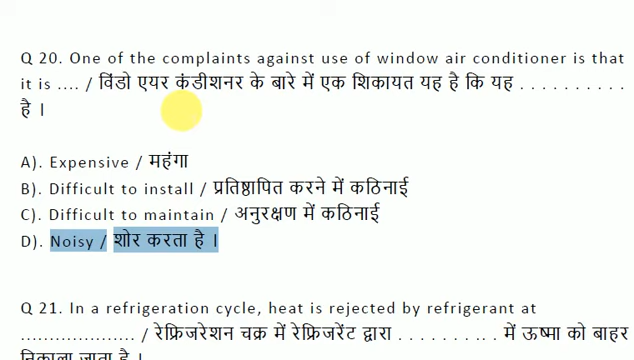 Q 20. One of the complaints against use of window air conditioner is that
it is .... / विंडो एयर कंडीशनर के बारे में एक शिकायत यह है कि यह . . . . . . . . . .
है ।
A). Expensive / महंगा
B). Difficult to install / प्रतिष्ठापित करने में कठिनाई
C). Difficult to maintain / अनुरक्षण में कठिनाई
D). Noisy / शोर करता है ।
Q 21. In a refrigeration cycle, heat is rejected by refrigerant at
..................... / रेफ्रिजरेशन चक्र में रेफ्रिजरेंट द्वारा . . . . . . . .. . में ऊष्मा को बाहर
निकाला जाता है ।